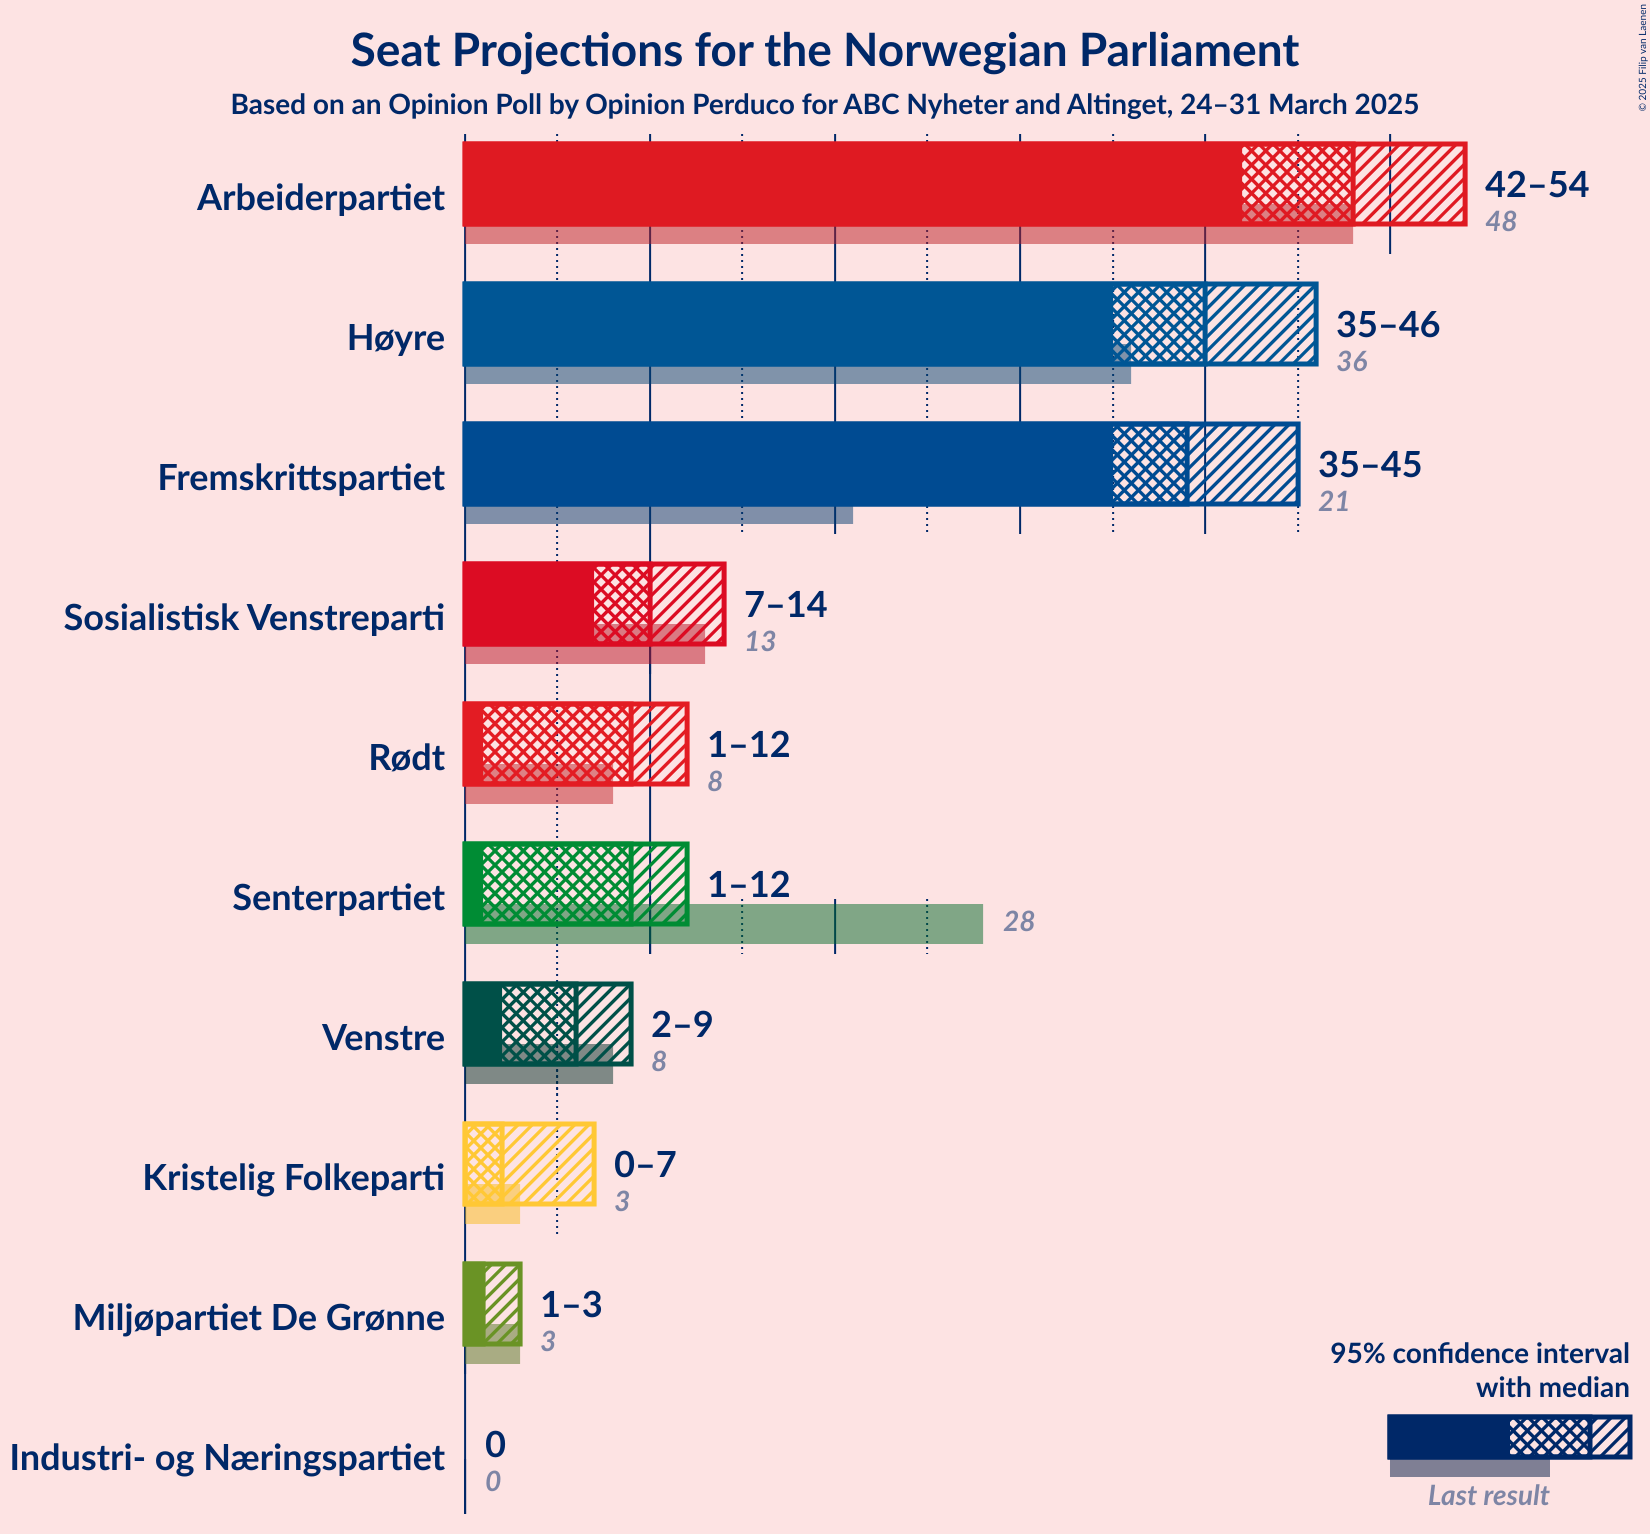 Seat Projections for the Norwegian Parliament
Based on an Opinion Poll by Opinion Perduco for ABC Nyheter and Altinget, 24–31 March 2025
© 2025 Filip van Laenen
Arbeiderpartiet
42–54
48
Høyre
35–46
36
Fremskrittspartiet
35–45
21
Sosialistisk Venstreparti
7–14
13
Rødt
1–12
8
Senterpartiet
1–12
28
Venstre
2–9
8
Kristelig Folkeparti
0–7
3
Miljøpartiet De Grønne
1–3
3
Industri- og Næringspartiet
0
0
95% confidence interval
with median
Last result